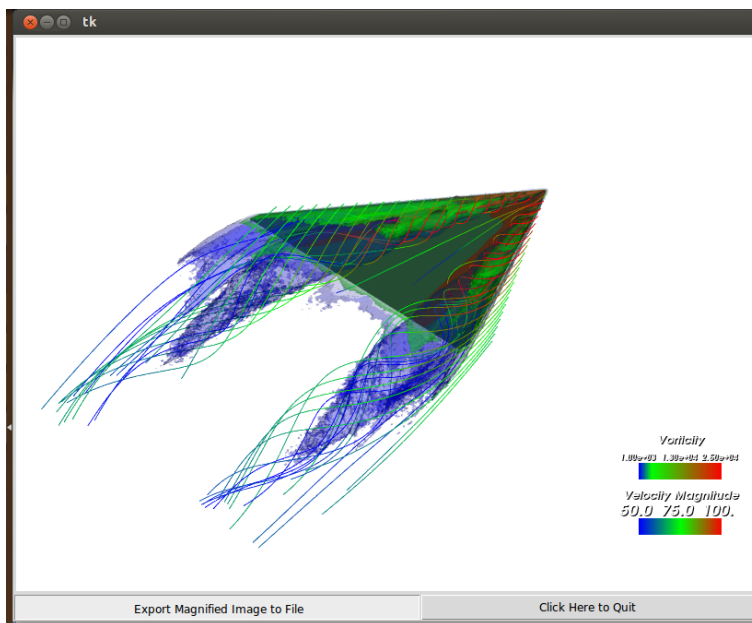 tk
Vorticity
1.00e+03 1.30e+04 2.50e+04
Velocity Magnitude
50.0 75.0 100.
Export Magnified Image to File
Click Here to Quit